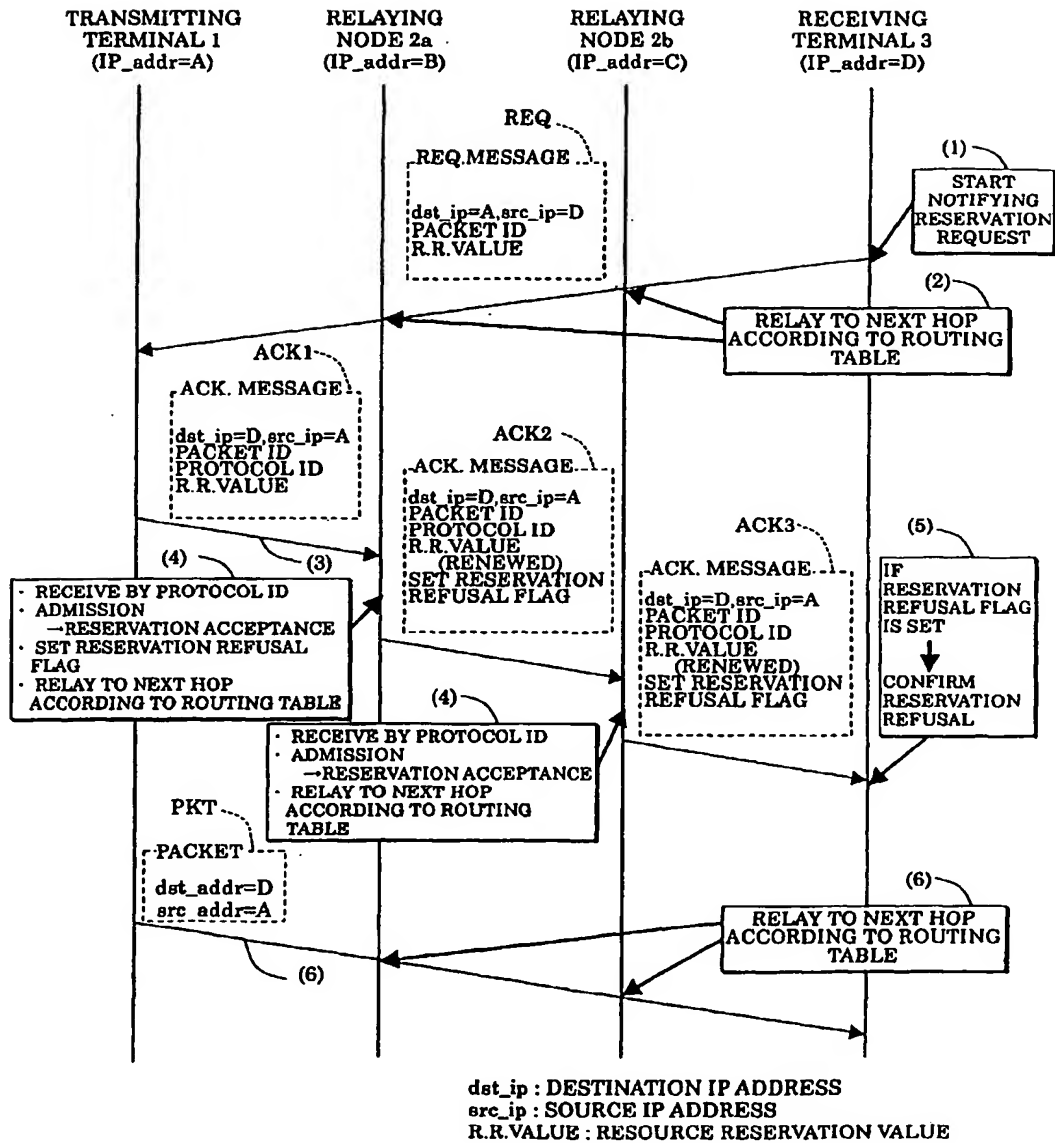 TRANSMITTING
TERMINAL 1
(IP_addr=A)
RELAYING
NODE 2a
(IP_addr=B)
RELAYING
NODE 2b
(IP_addr=C)
RECEIVING
TERMINAL 3
(IP_addr=D)
REQ
REQ.MESSAGE
dst_ip=A,src_ip=D
PACKET ID
R.R.VALUE
(1)
START
NOTIFYING
RESERVATION
REQUEST
(2)
RELAY TO NEXT HOP
ACCORDING TO ROUTING
TABLE
ACK1
ACK. MESSAGE
dst_ip=D,src_ip=A
PACKET ID
PROTOCOL ID
R.R.VALUE
(3)
ACK2
ACK. MESSAGE
dst_ip=D,src_ip=A
PACKET ID
PROTOCOL ID
R.R.VALUE
(RENEWED)
SET RESERVATION
REFUSAL FLAG
(4)
· RECEIVE BY PROTOCOL ID
· ADMISSION
→RESERVATION ACCEPTANCE
· SET RESERVATION REFUSAL
FLAG
· RELAY TO NEXT HOP
ACCORDING TO ROUTING TABLE
ACK3
ACK. MESSAGE
dst_ip=D,src_ip=A
PACKET ID
PROTOCOL ID
R.R.VALUE
(RENEWED)
SET RESERVATION
REFUSAL FLAG
(5)
IF
RESERVATION
REFUSAL FLAG
IS SET
CONFIRM
RESERVATION
REFUSAL
(4)
· RECEIVE BY PROTOCOL ID
· ADMISSION
→RESERVATION ACCEPTANCE
· RELAY TO NEXT HOP
ACCORDING TO ROUTING
TABLE
PKT
PACKET
dst_addr=D
src_addr=A
(6)
(6)
RELAY TO NEXT HOP
ACCORDING TO ROUTING
TABLE
dst_ip : DESTINATION IP ADDRESS
src_ip : SOURCE IP ADDRESS
R.R.VALUE : RESOURCE RESERVATION VALUE